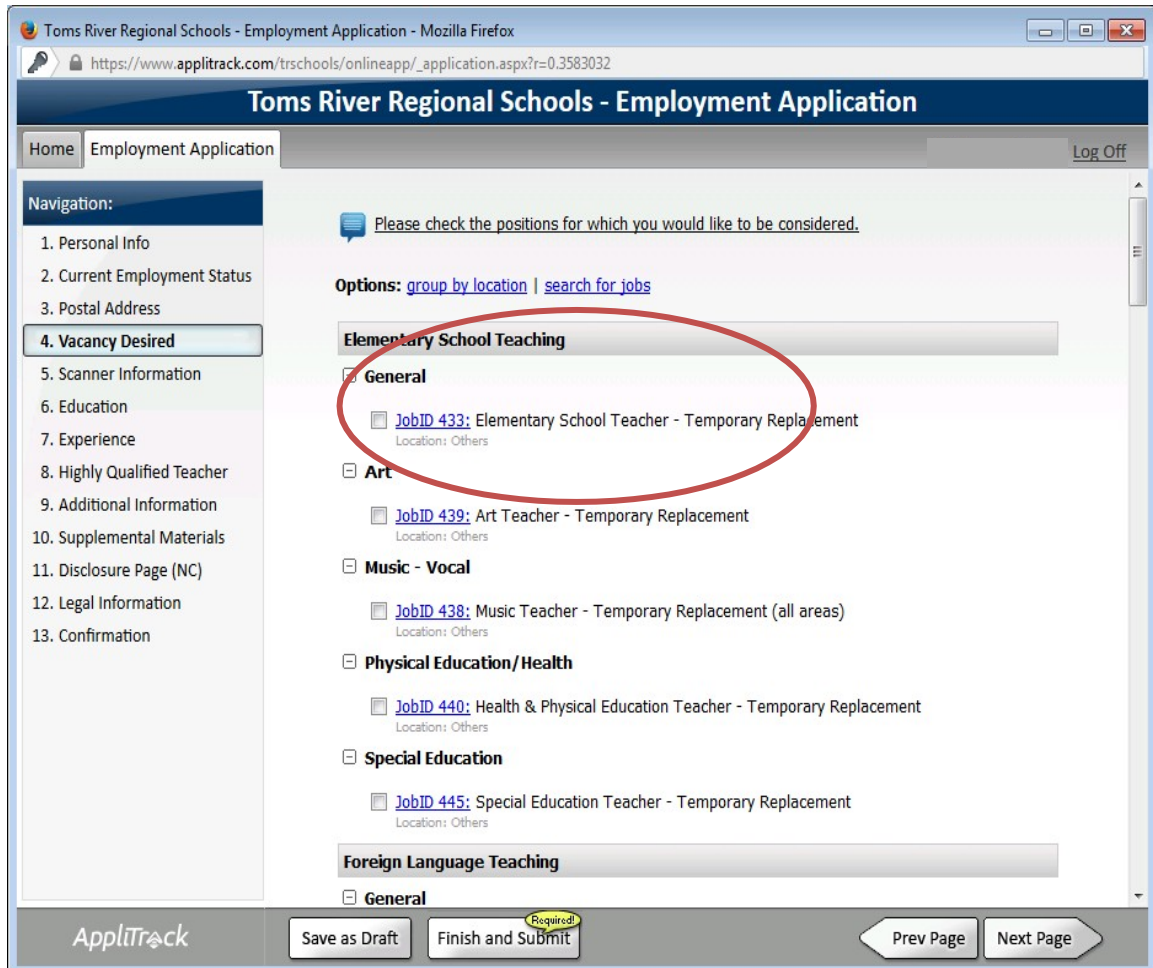 Toms River Regional Schools - Employment Application - Mozilla Firefox
https://www.applitrack.com/trschools/onlineapp/_application.aspx?r=0.3583032
Toms River Regional Schools - Employment Application
Home Employment Application Log Off
Navigation:
1. Personal Info
2. Current Employment Status
3. Postal Address
4. Vacancy Desired
5. Scanner Information
6. Education
7. Experience
8. Highly Qualified Teacher
9. Additional Information
10. Supplemental Materials
11. Disclosure Page (NC)
12. Legal Information
13. Confirmation
Please check the positions for which you would like to be considered.
Options: group by location | search for jobs
Elementary School Teaching
General
JobID 433: Elementary School Teacher - Temporary Replacement
Location: Others
Art
JobID 439: Art Teacher - Temporary Replacement
Location: Others
Music - Vocal
JobID 438: Music Teacher - Temporary Replacement (all areas)
Location: Others
Physical Education/Health
JobID 440: Health & Physical Education Teacher - Temporary Replacement
Location: Others
Special Education
JobID 445: Special Education Teacher - Temporary Replacement
Location: Others
Foreign Language Teaching
General
AppliTrack
Save as Draft
Required!
Finish and Submit
Prev Page
Next Page